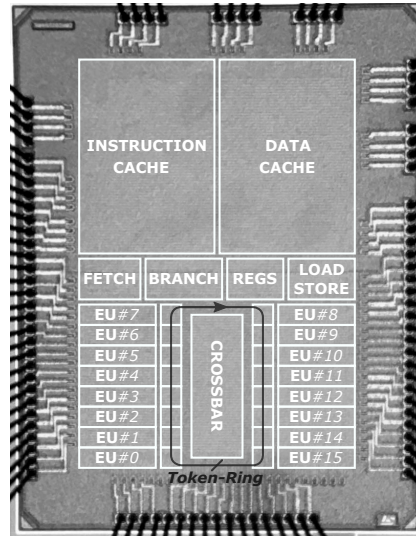 INSTRUCTION
CACHE
DATA
CACHE
FETCH
BRANCH
REGS
LOAD
STORE
EU#7
EU#6
EU#5
EU#4
EU#3
EU#2
EU#1
EU#0
CROSSBAR
EU#8
EU#9
EU#10
EU#11
EU#12
EU#13
EU#14
EU#15
Token-Ring